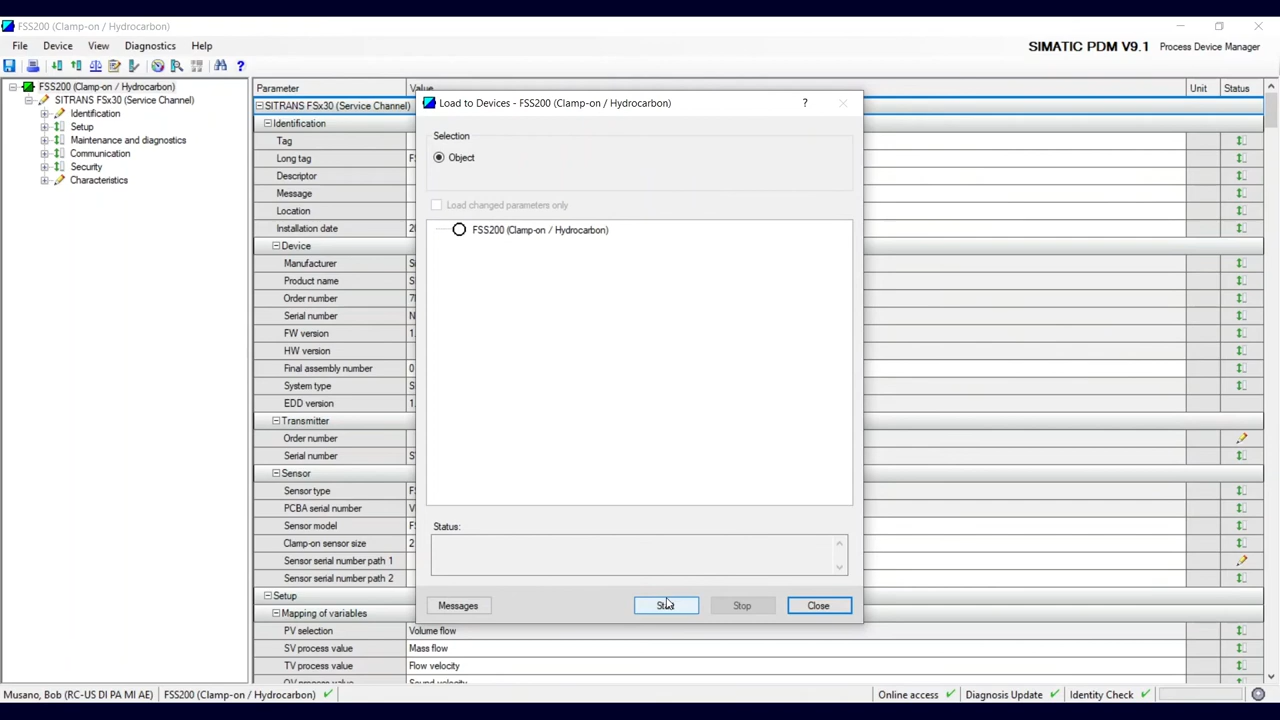 FSS200 (Clamp-on / Hydrocarbon)
File Device View Diagnostics Help
SIMATIC PDM V9.1 Process Device Manager
FSS200 (Clamp-on / Hydrocarbon)
SITRANS FSx30 (Service Channel)
Identification
Setup
Maintenance and diagnostics
Communication
Security
Characteristics
Parameter Value Unit Status
SITRANS FSx30 (Service Channel)
Identification
Tag
Long tag
Descriptor
Message
Location
Installation date
Device
Manufacturer
Product name
Order number
Serial number
FW version
HW version
Final assembly number
System type
EDD version
Transmitter
Order number
Serial number
Sensor
Sensor type
PCBA serial number
Sensor model
Clamp-on sensor size
Sensor serial number path 1
Sensor serial number path 2
Setup
Mapping of variables
PV selection Volume flow
SV process value Mass flow
TV process value Flow velocity
QV process value Sound velocity
Load to Devices - FSS200 (Clamp-on / Hydrocarbon)
?
Selection
Object
Load changed parameters only
FSS200 (Clamp-on / Hydrocarbon)
Status:
Messages Start Stop Close
Musano, Bob (RC-US DI PA MI AE) FSS200 (Clamp-on / Hydrocarbon) Online access Diagnosis Update Identity Check